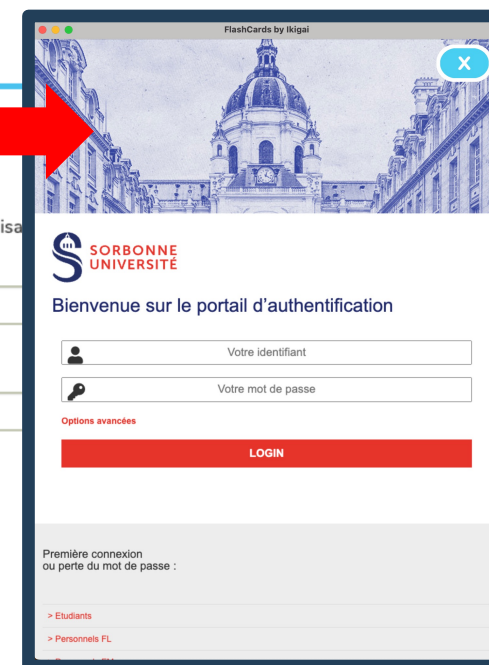 FlashCards by Ikigai
X
isa
SORBONNE
UNIVERSITÉ
Bienvenue sur le portail d'authentification
Votre identifiant
Votre mot de passe
Options avancées
LOGIN
Première connexion
ou perte du mot de passe :
> Etudiants
> Personnels FL